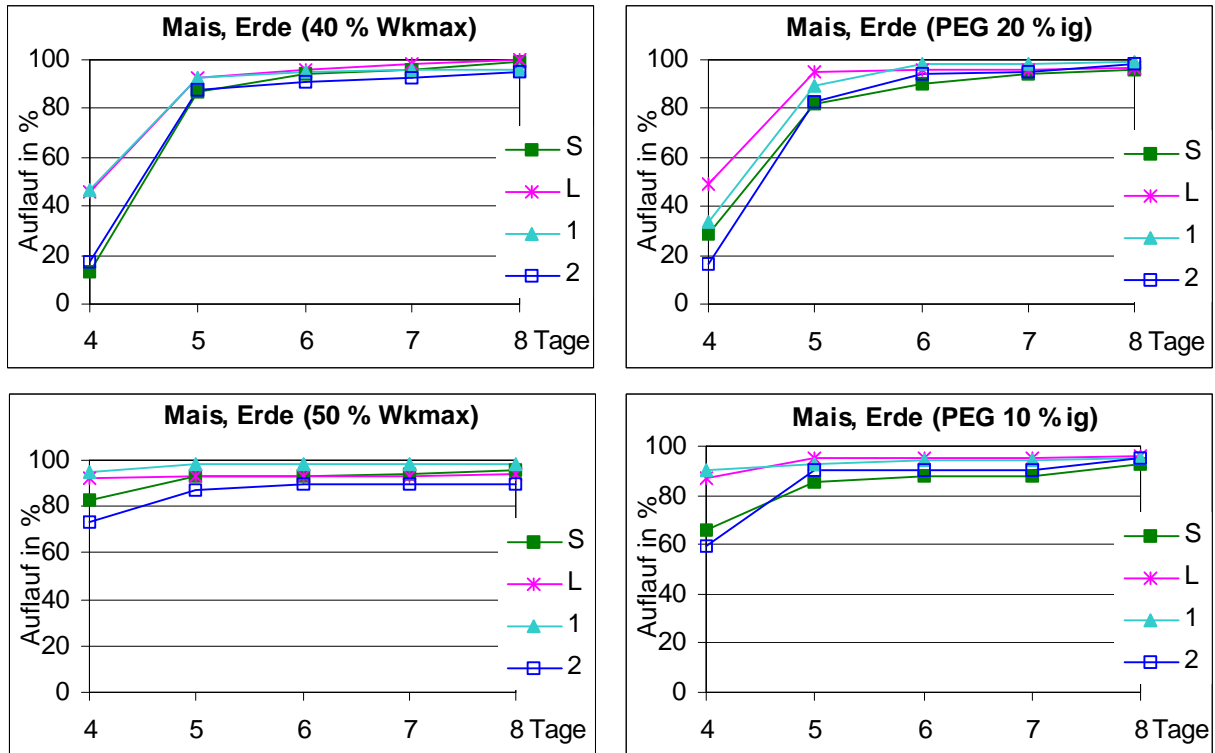 Mais, Erde (40 % Wkmax)
Auflauf in %
100
80
60
40
20
0
4 5 6 7 8 Tage
S
L
1
2
Mais, Erde (PEG 20 % ig)
Auflauf in %
100
80
60
40
20
0
4 5 6 7 8 Tage
S
L
1
2
Mais, Erde (50 % Wkmax)
Auflauf in %
100
80
60
40
20
0
4 5 6 7 8 Tage
S
L
1
2
Mais, Erde (PEG 10 % ig)
Auflauf in %
100
80
60
40
20
0
4 5 6 7 8 Tage
S
L
1
2